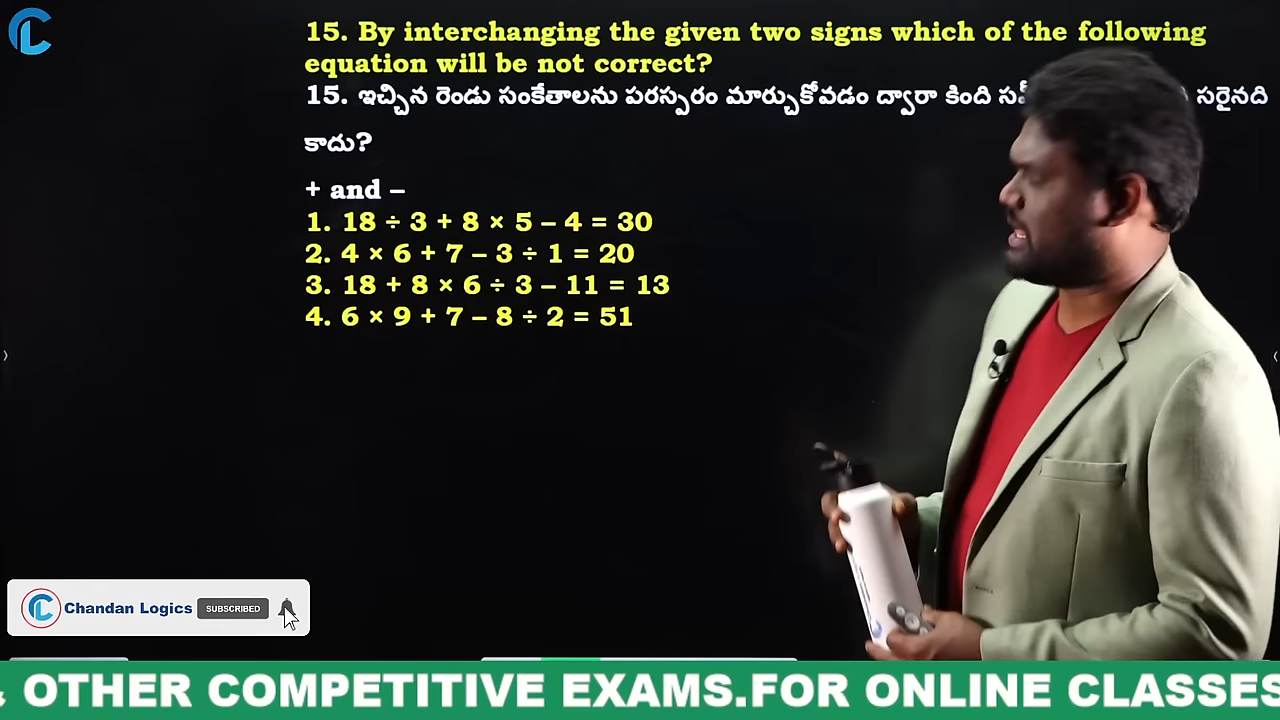 15. By interchanging the given two signs which of the following
equation will be not correct?
15. ఇచ్చిన రెండు సంకేతాలను పరస్పరం మార్చుకోవడం ద్వారా కింది సరైనది
కాదు?
+ and –
1. 18 ÷ 3 + 8 × 5 – 4 = 30
2. 4 × 6 + 7 – 3 ÷ 1 = 20
3. 18 + 8 × 6 ÷ 3 – 11 = 13
4. 6 × 9 + 7 – 8 ÷ 2 = 51
Chandan Logics SUBSCRIBED
OTHER COMPETITIVE EXAMS.FOR ONLINE CLASSES